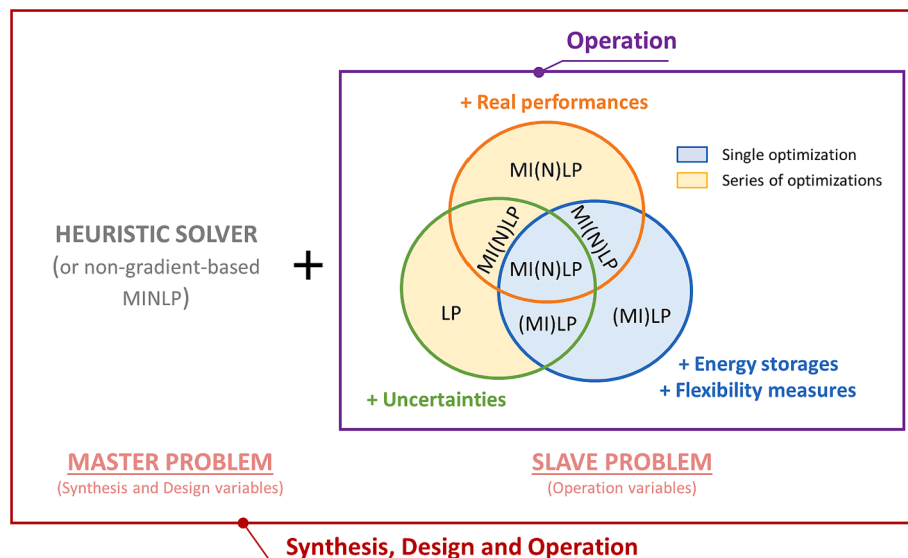 Operation
+ Real performances
Single optimization
Series of optimizations
MI(N)LP
MI(N)LP
MI(N)LP
MI(N)LP
LP
(MI)LP
(MI)LP
HEURISTIC SOLVER
(or non-gradient-based
MINLP)
+
+ Energy storages
+ Flexibility measures
+ Uncertainties
MASTER PROBLEM
(Synthesis and Design variables)
SLAVE PROBLEM
(Operation variables)
Synthesis, Design and Operation